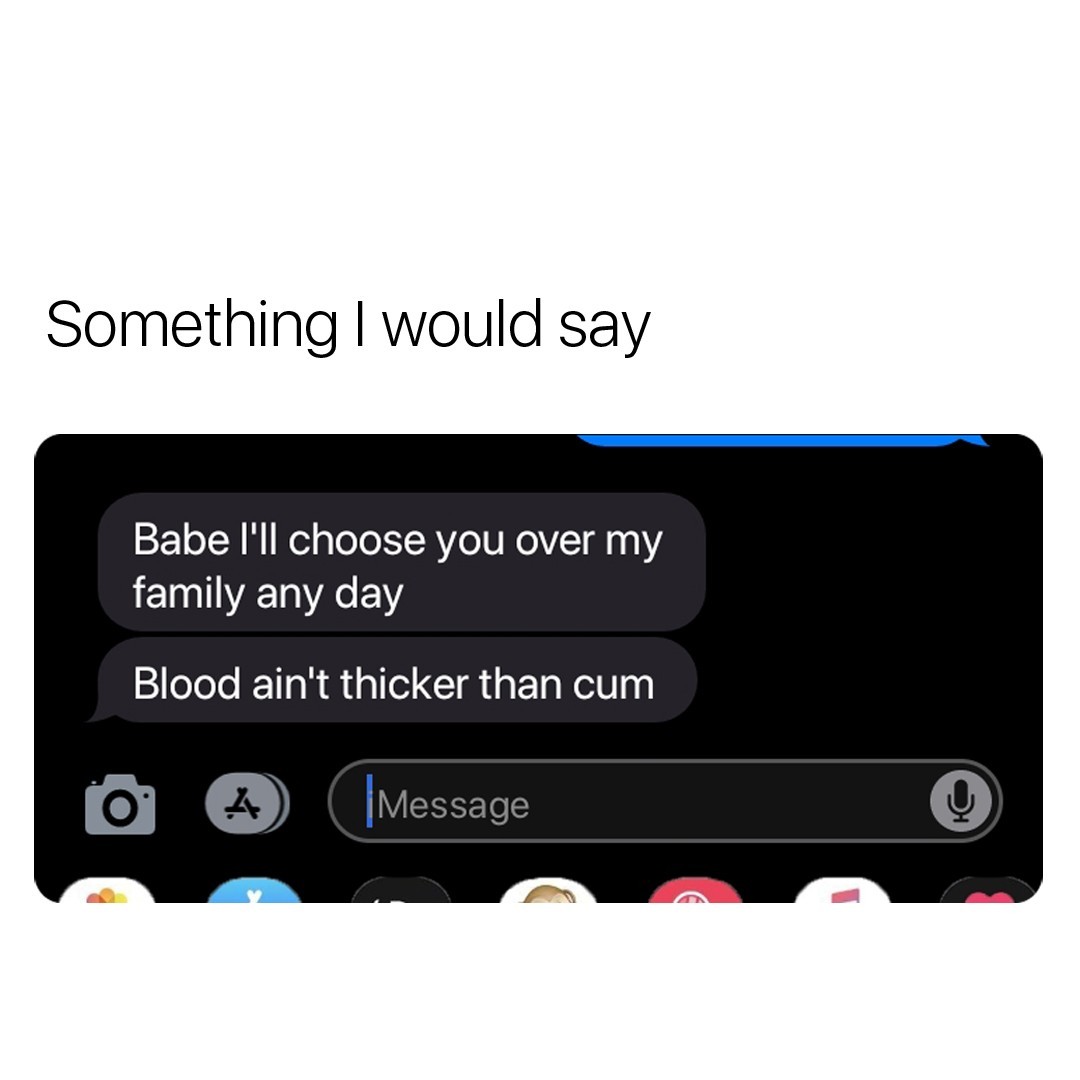 Something I would say
Babe I'll choose you over my
family any day
Blood ain't thicker than cum
iMessage